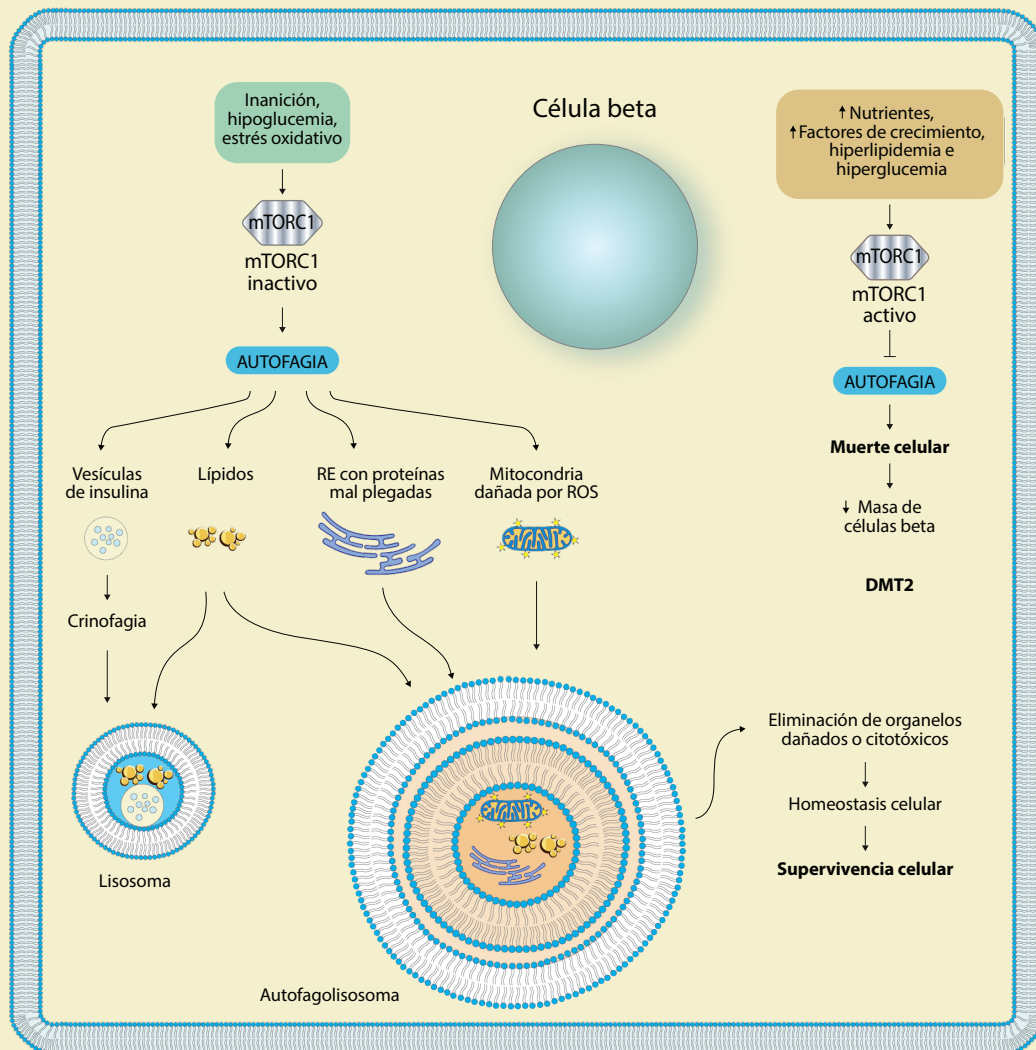 Inanición,
hipoglucemia,
estrés oxidativo
mTORC1
mTORC1
inactivo
AUTOFAGIA
Célula beta
↑ Nutrientes,
↑ Factores de crecimiento,
hiperlipidemia e
hiperglucemia
mTORC1
mTORC1
activo
AUTOFAGIA
Muerte celular
↓ Masa de
células beta
DMT2
Vesículas
de insulina
Lípidos
RE con proteínas
mal plegadas
Mitocondria
dañada por ROS
Crinofagia
Lisosoma
Autofagolisosoma
Eliminación de organelos
dañados o citotóxicos
Homeostasis celular
Supervivencia celular